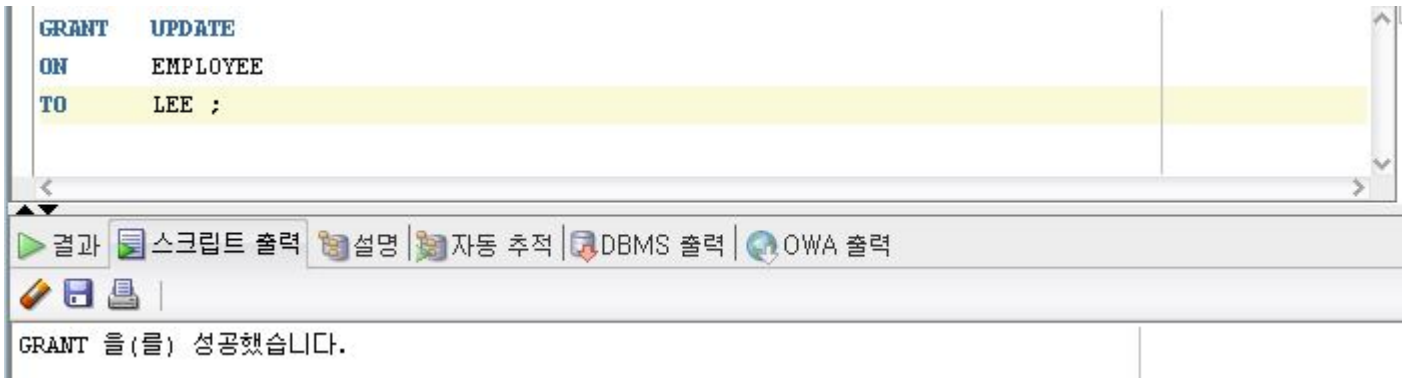 GRANT UPDATE
ON EMPLOYEE
TO LEE ;
결과 스크립트 출력 설명 자동 추적 DBMS 출력 OWA 출력
GRANT 을(를) 성공했습니다.